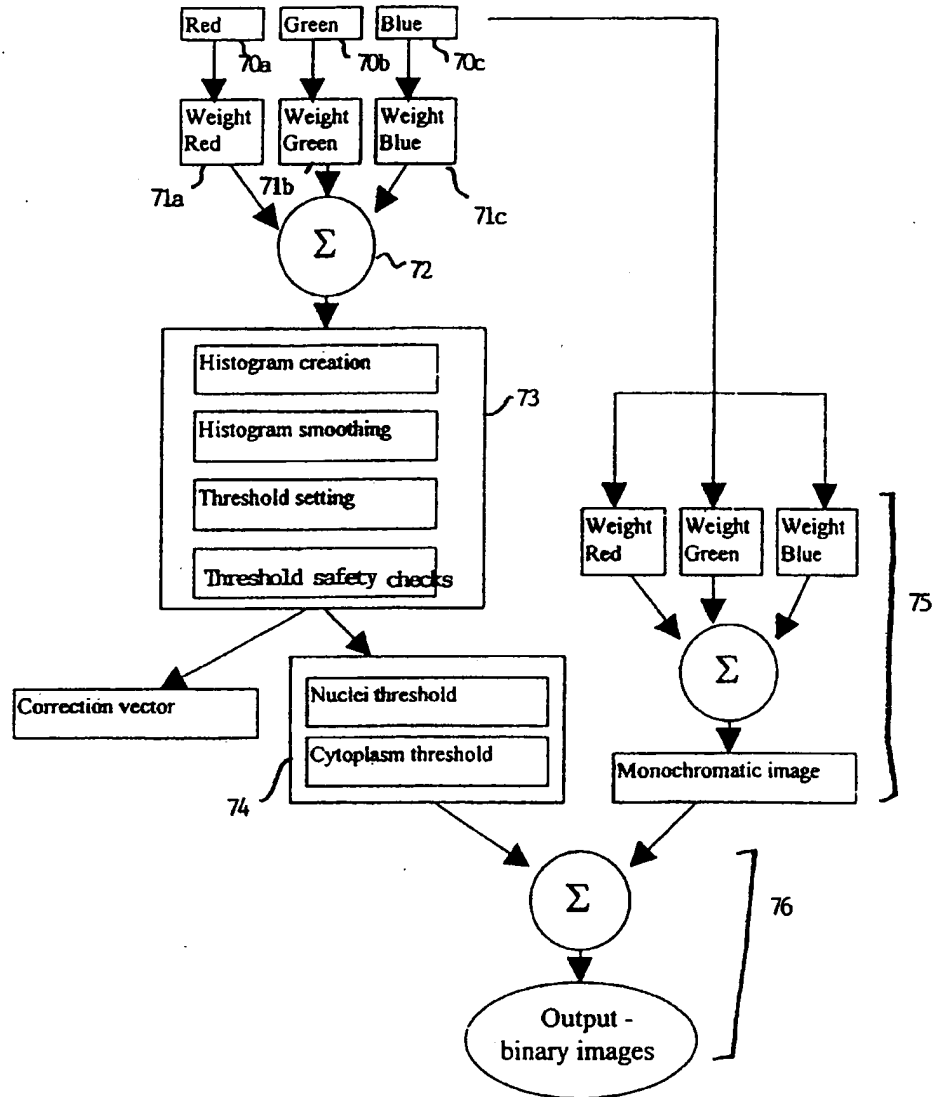 Red Green Blue
70a 70b 70c
Weight Red
Weight Green
Weight Blue
71a 71b 71c
Σ
72
Histogram creation
73
Histogram smoothing
Threshold setting
Threshold safety checks
Weight Red
Weight Green
Weight Blue
75
Σ
Correction vector
Nuclei threshold
Cytoplasm threshold
74
Monochromatic image
Σ
76
Output -
binary images